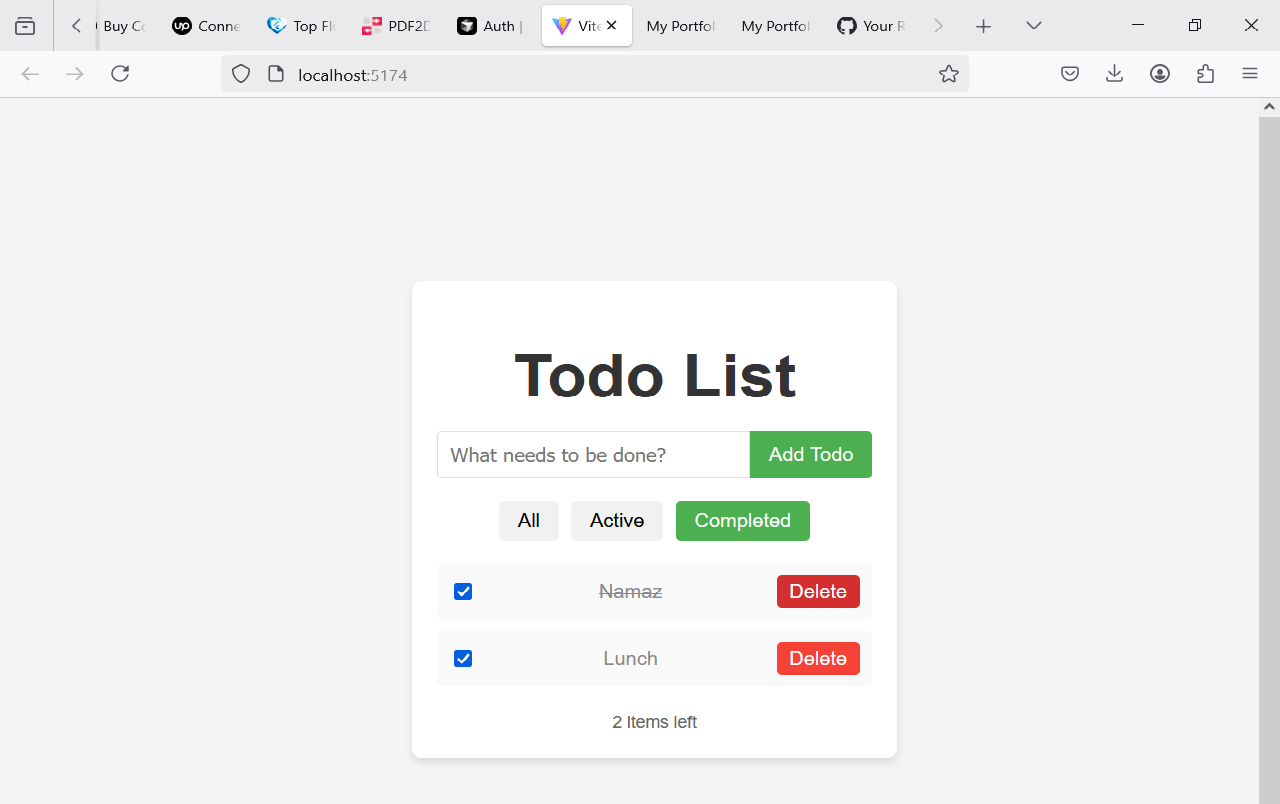 Buy Co
up Conne
Top Fl
PDF2D
Auth |
Vite
My Portfol
My Portfol
Your R
localhost:5174
Todo List
What needs to be done?
Add Todo
All
Active
Completed
Namaz
Delete
Lunch
Delete
2 Items left